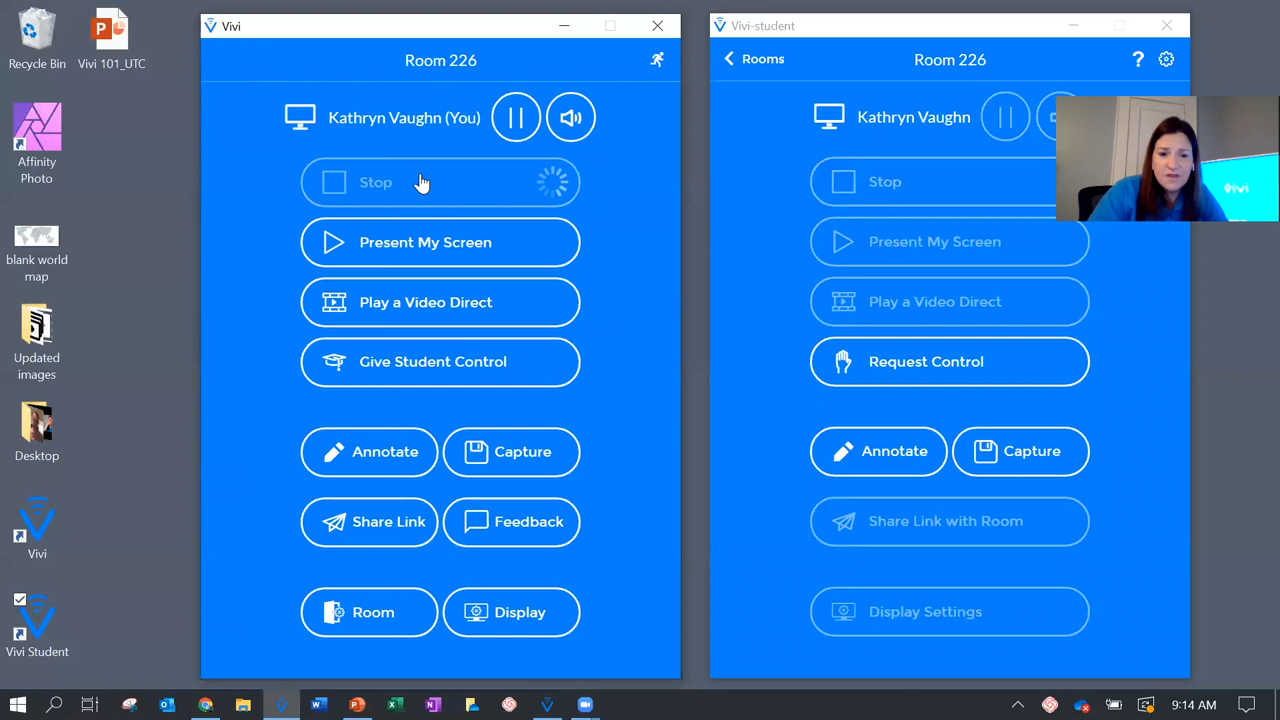 Recycle Bin
Vivi 101_UTC
Affinity
Photo
blank world
map
Updated
images
Desktop
Vivi
Vivi Student
Vivi
Room 226
Kathryn Vaughn (You)
Stop
Present My Screen
Play a Video Direct
Give Student Control
Annotate
Capture
Share Link
Feedback
Room
Display
Vivi-student
Rooms
Room 226
?
Kathryn Vaughn
Stop
Present My Screen
Play a Video Direct
Request Control
Annotate
Capture
Share Link with Room
Display Settings
vivi
9:14 AM